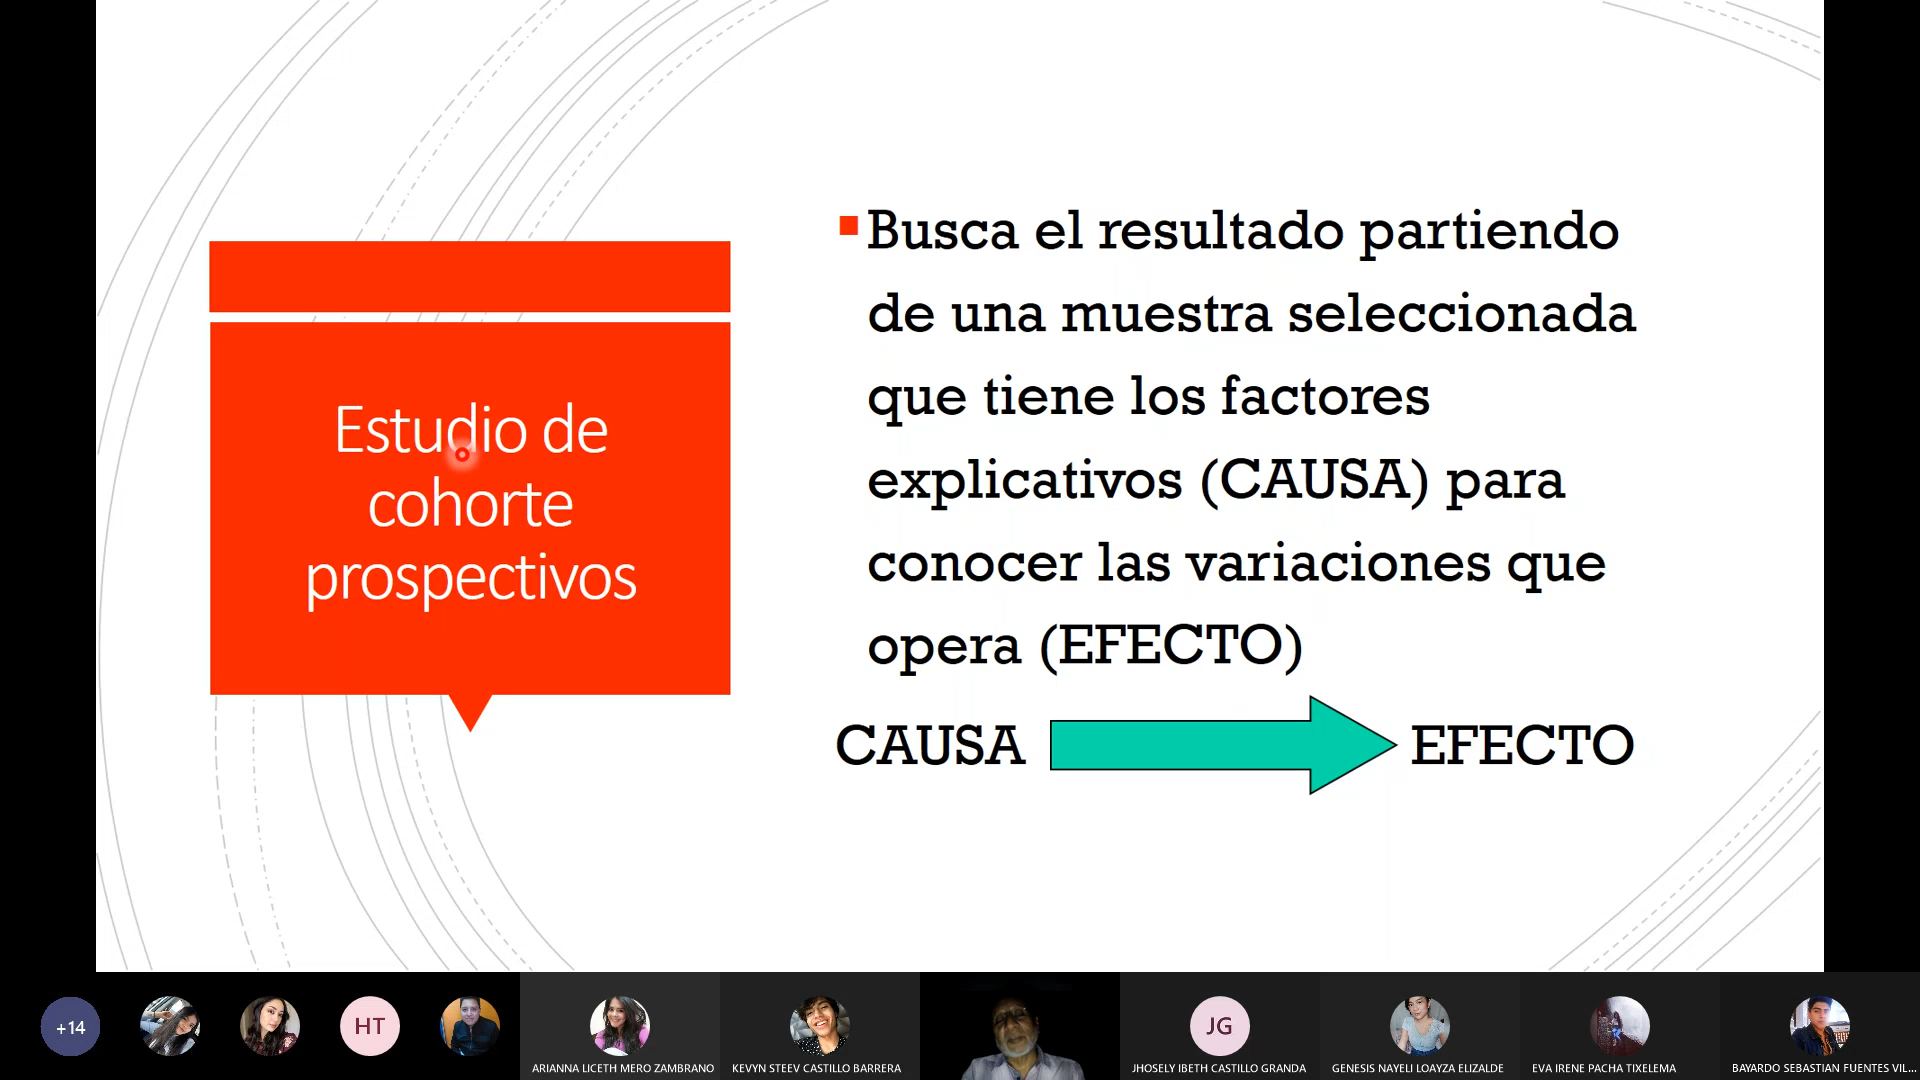 Estudio de
cohorte
prospectivos
Busca el resultado partiendo
de una muestra seleccionada
que tiene los factores
explicativos (CAUSA) para
conocer las variaciones que
opera (EFECTO)
CAUSA EFECTO
+14
HT
JG
ARIANNA LICETH MERO ZAMBRANO
KEVYN STEEV CASTILLO BARRERA
JHOSELY IBETH CASTILLO GRANDA
GENESIS NAYELI LOAYZA ELIZALDE
EVA IRENE PACHA TIXELEMA
BAYARDO SEBASTIAN FUENTES VIL...